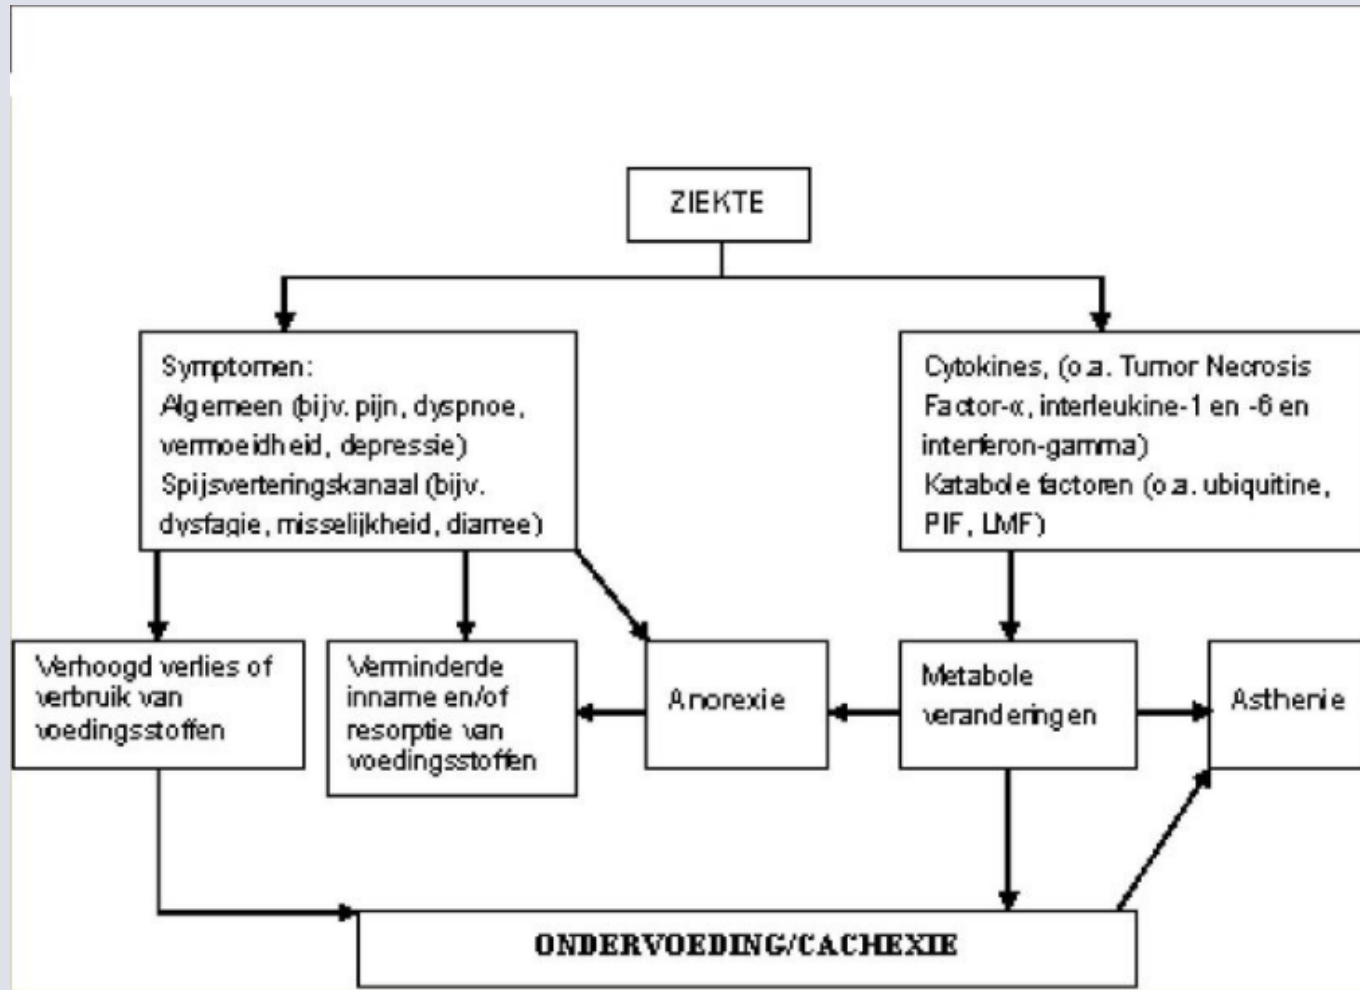 ZIEKTE
Symptomen:
Algemeen (bijv. pijn, dyspnoe,
vermoeidheid, depressie)
Spijsverteringskanaal (bijv.
dysfagie, misselijkheid, diarree)
Cytokines, (o.a. Tumor Necrosis
Factor-α, interleukine-1 en -6 en
interferon-gamma)
Katabole factoren (o.a. ubiquitine,
PIF, LMF)
Verhoogd verlies of
verbruik van
voedingsstoffen
Verminderde
inname en/of
resorptie van
voedingsstoffen
Anorexie
Metabole
veranderingen
Asthenie
ONDERVOEDING/CACHEXIE